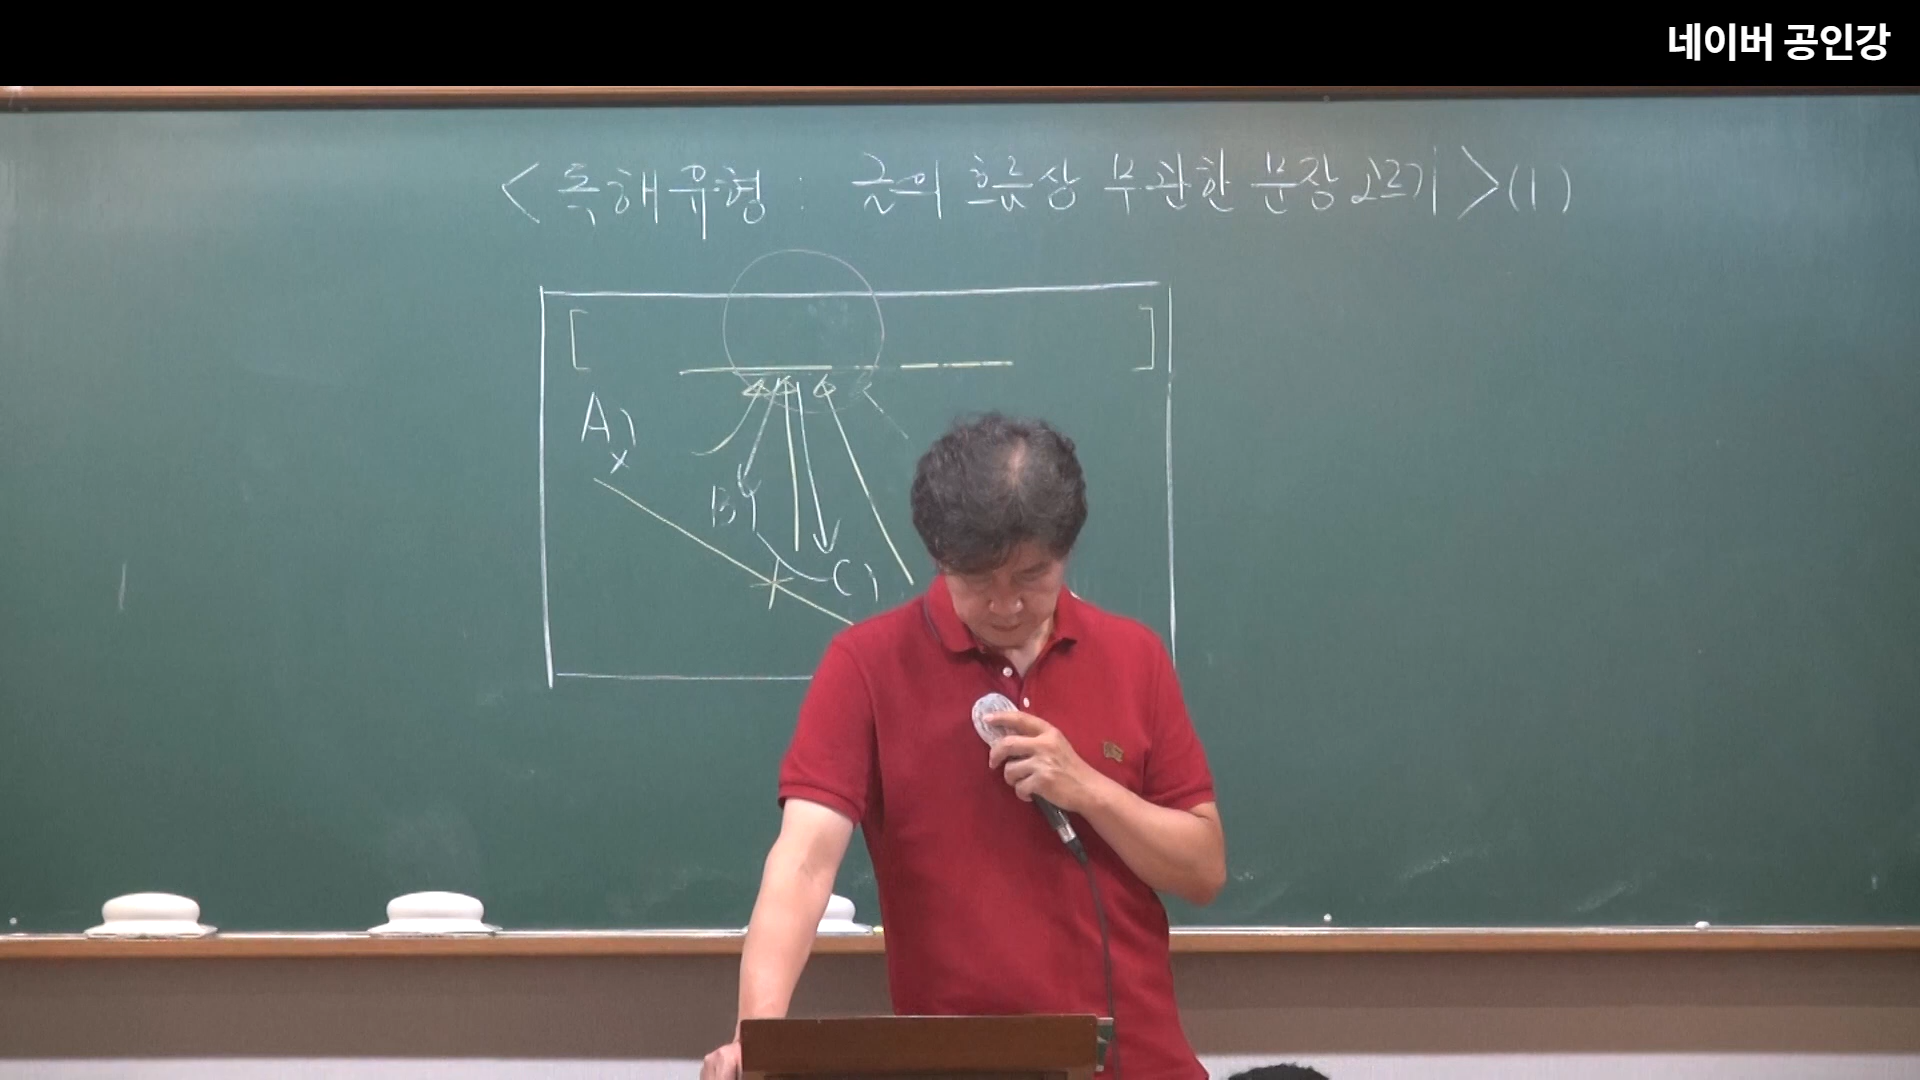 네이버 공인강
<독해유형 : 글의 흐름상 무관한 문장 고르기>(1)
[ ]
A)
x
B)
C)